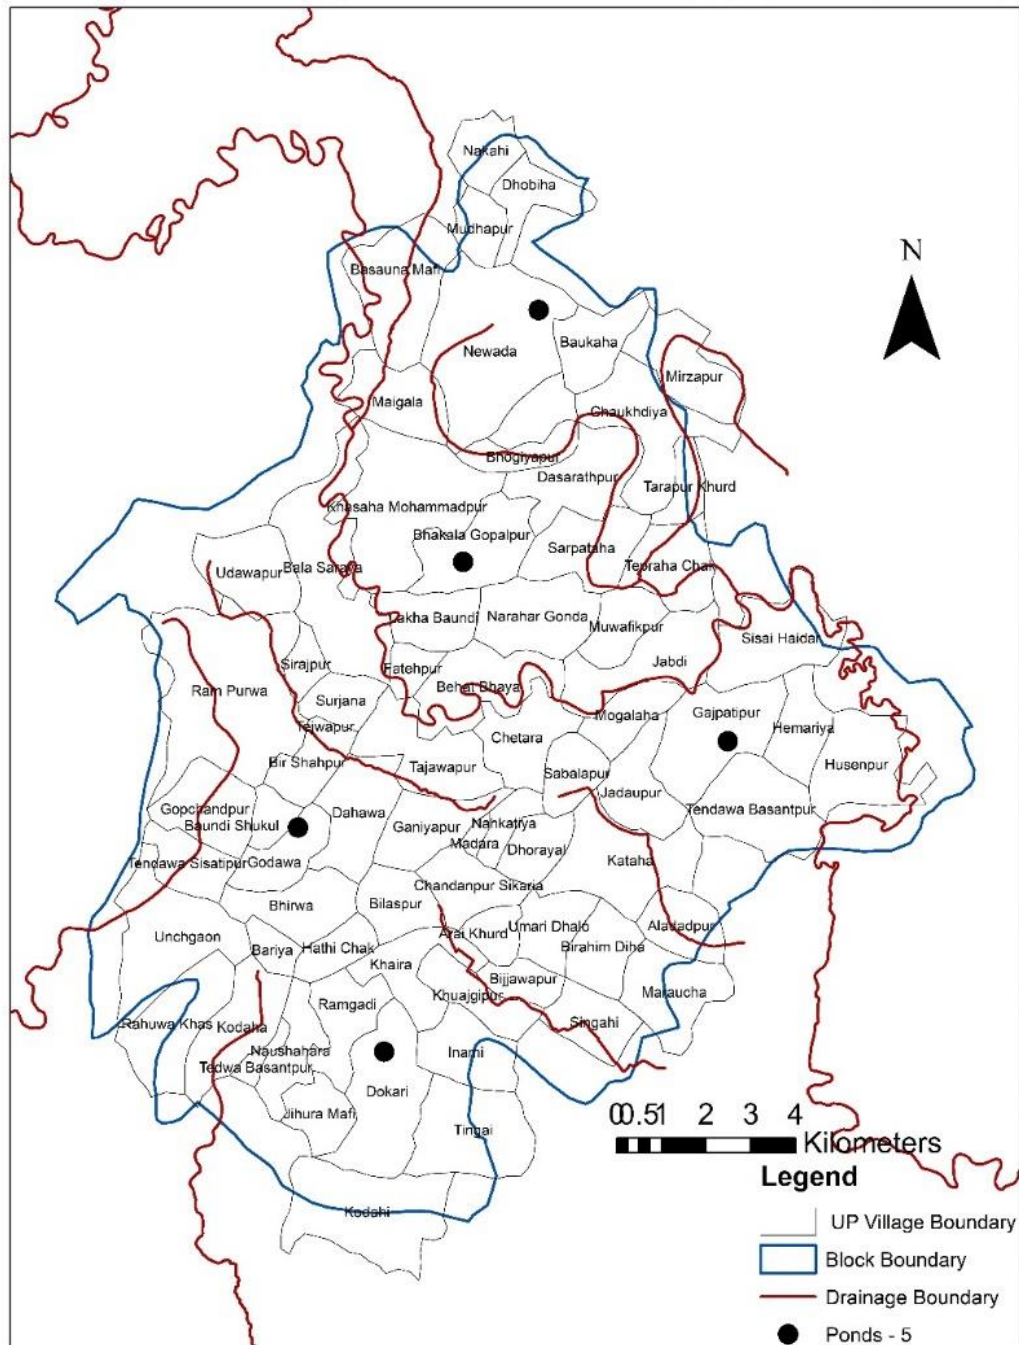 Nakahi
Dhobiha
Mudhapur
N
Basauna Mafi
Newada
Baukaha
Mirzapur
Maigala
Chaukhdiya
Bhogiyapur
Dasarathpur
Tarapur Khurd
Khasaha Mohammadpur
Bhakala Gopalpur
Sarpataha
Tepraha Chak
Udawapur
Bala Saraya
Lakha Baundi
Narahar Gonda
Muwafikpur
Sisai Haidar
Sirajpur
Fatehpur
Jabdi
Ram Purwa
Surjana
Behat Bhaya
Mogalaha
Gajpatipur
Tejwapur
Chetara
Hemariya
Bir Shahpur
Tajawapur
Sabalapur
Husenpur
Jadaupur
Gopchandpur
Dahawa
Tendawa Basantpur
Baundi Shukul
Ganiyapur
Nahkatiya
Madara
Dhorayal
Tendawa Sisatipur
Godawa
Kataha
Chandanpur Sikaria
Bhirwa
Bilaspur
Unchgaon
Arai Khurd
Umari Dhalo
Aladadpur
Bariya
Hathi Chak
Birahim Diha
Khaira
Bijjawapur
Ramgadi
Khuajgipur
Maraucha
Rahuwa Khas
Kodaha
Singahi
Naushahara
Inami
Tedwa Basantpur
Dokari
Jihura Mafi
Tingai
Kodahi
0 0.5 1 2 3 4
Kilometers
Legend
UP Village Boundary
Block Boundary
Drainage Boundary
Ponds - 5